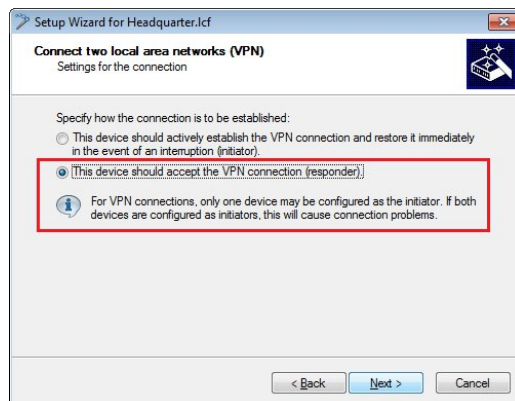 Setup Wizard for Headquarter.lcf
Connect two local area networks (VPN)
Settings for the connection
Specify how the connection is to be established:
This device should actively establish the VPN connection and restore it immediately
in the event of an interruption (initiator).
This device should accept the VPN connection (responder).
For VPN connections, only one device may be configured as the initiator. If both
devices are configured as initiators, this will cause connection problems.
< Back
Next >
Cancel